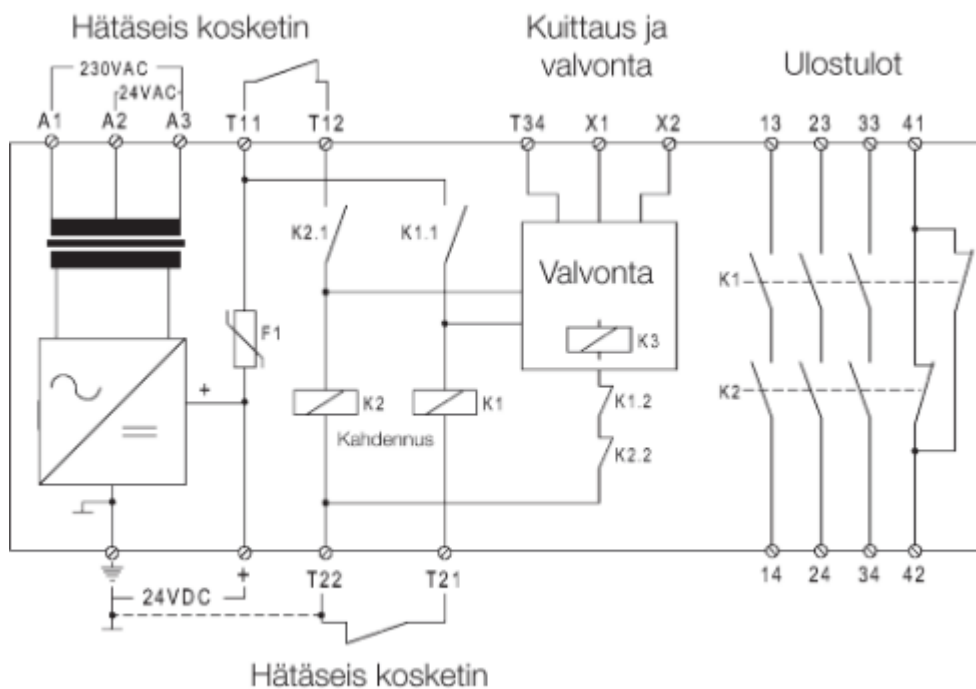 Hätäseis kosketin
Kuittaus ja
valvonta
Ulostulot
230VAC
24VAC
A1 A2 A3 T11 T12 T34 X1 X2 13 23 33 41
K2.1 K1.1
Valvonta
K1
F1
K3
K2 K1
K2
K1.2
Kahdennus
K2.2
+
+
T22 T21 14 24 34 42
24VDC
Hätäseis kosketin